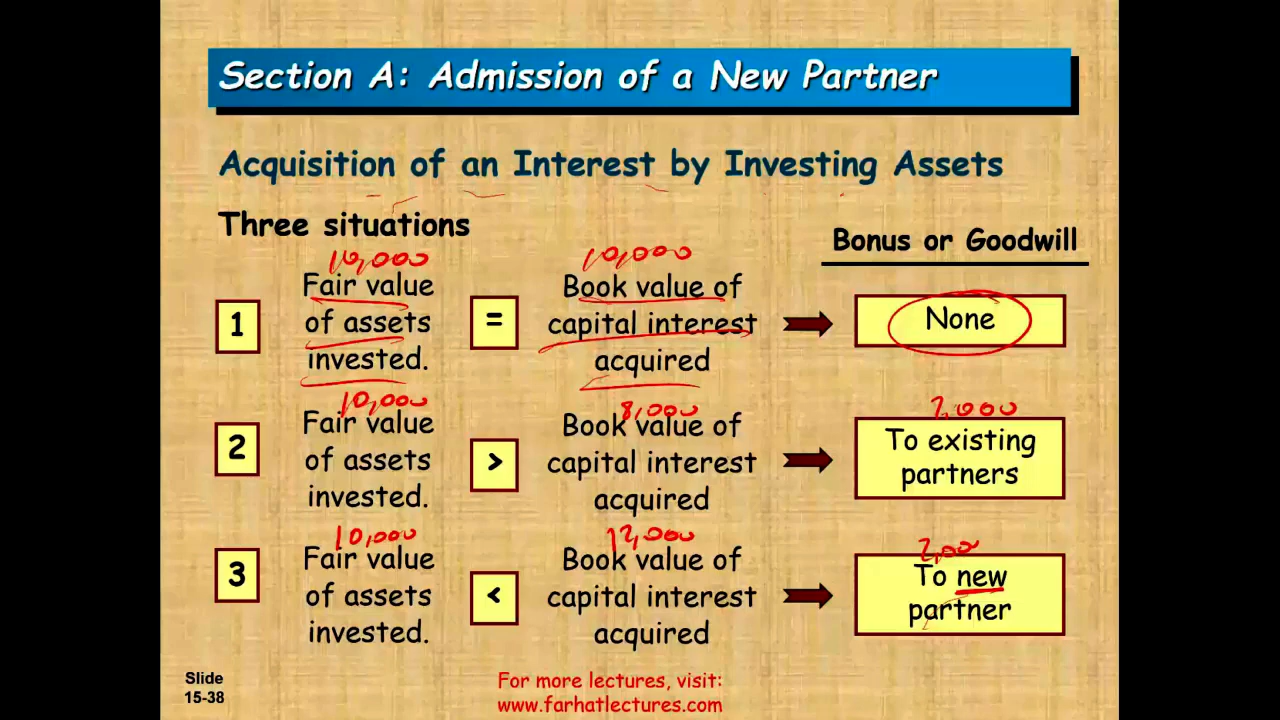 Section A: Admission of a New Partner
Acquisition of an Interest by Investing Assets
Three situations
Bonus or Goodwill
10,000
10,000
1
Fair value
of assets
invested.
=
Book value of
capital interest
acquired
None
10,000
8,000
2,000
2
Fair value
of assets
invested.
>
Book value of
capital interest
acquired
To existing
partners
10,000
12,000
2,00
3
Fair value
of assets
invested.
<
Book value of
capital interest
acquired
To new
partner
Slide
15-38
For more lectures, visit:
www.farhatlectures.com